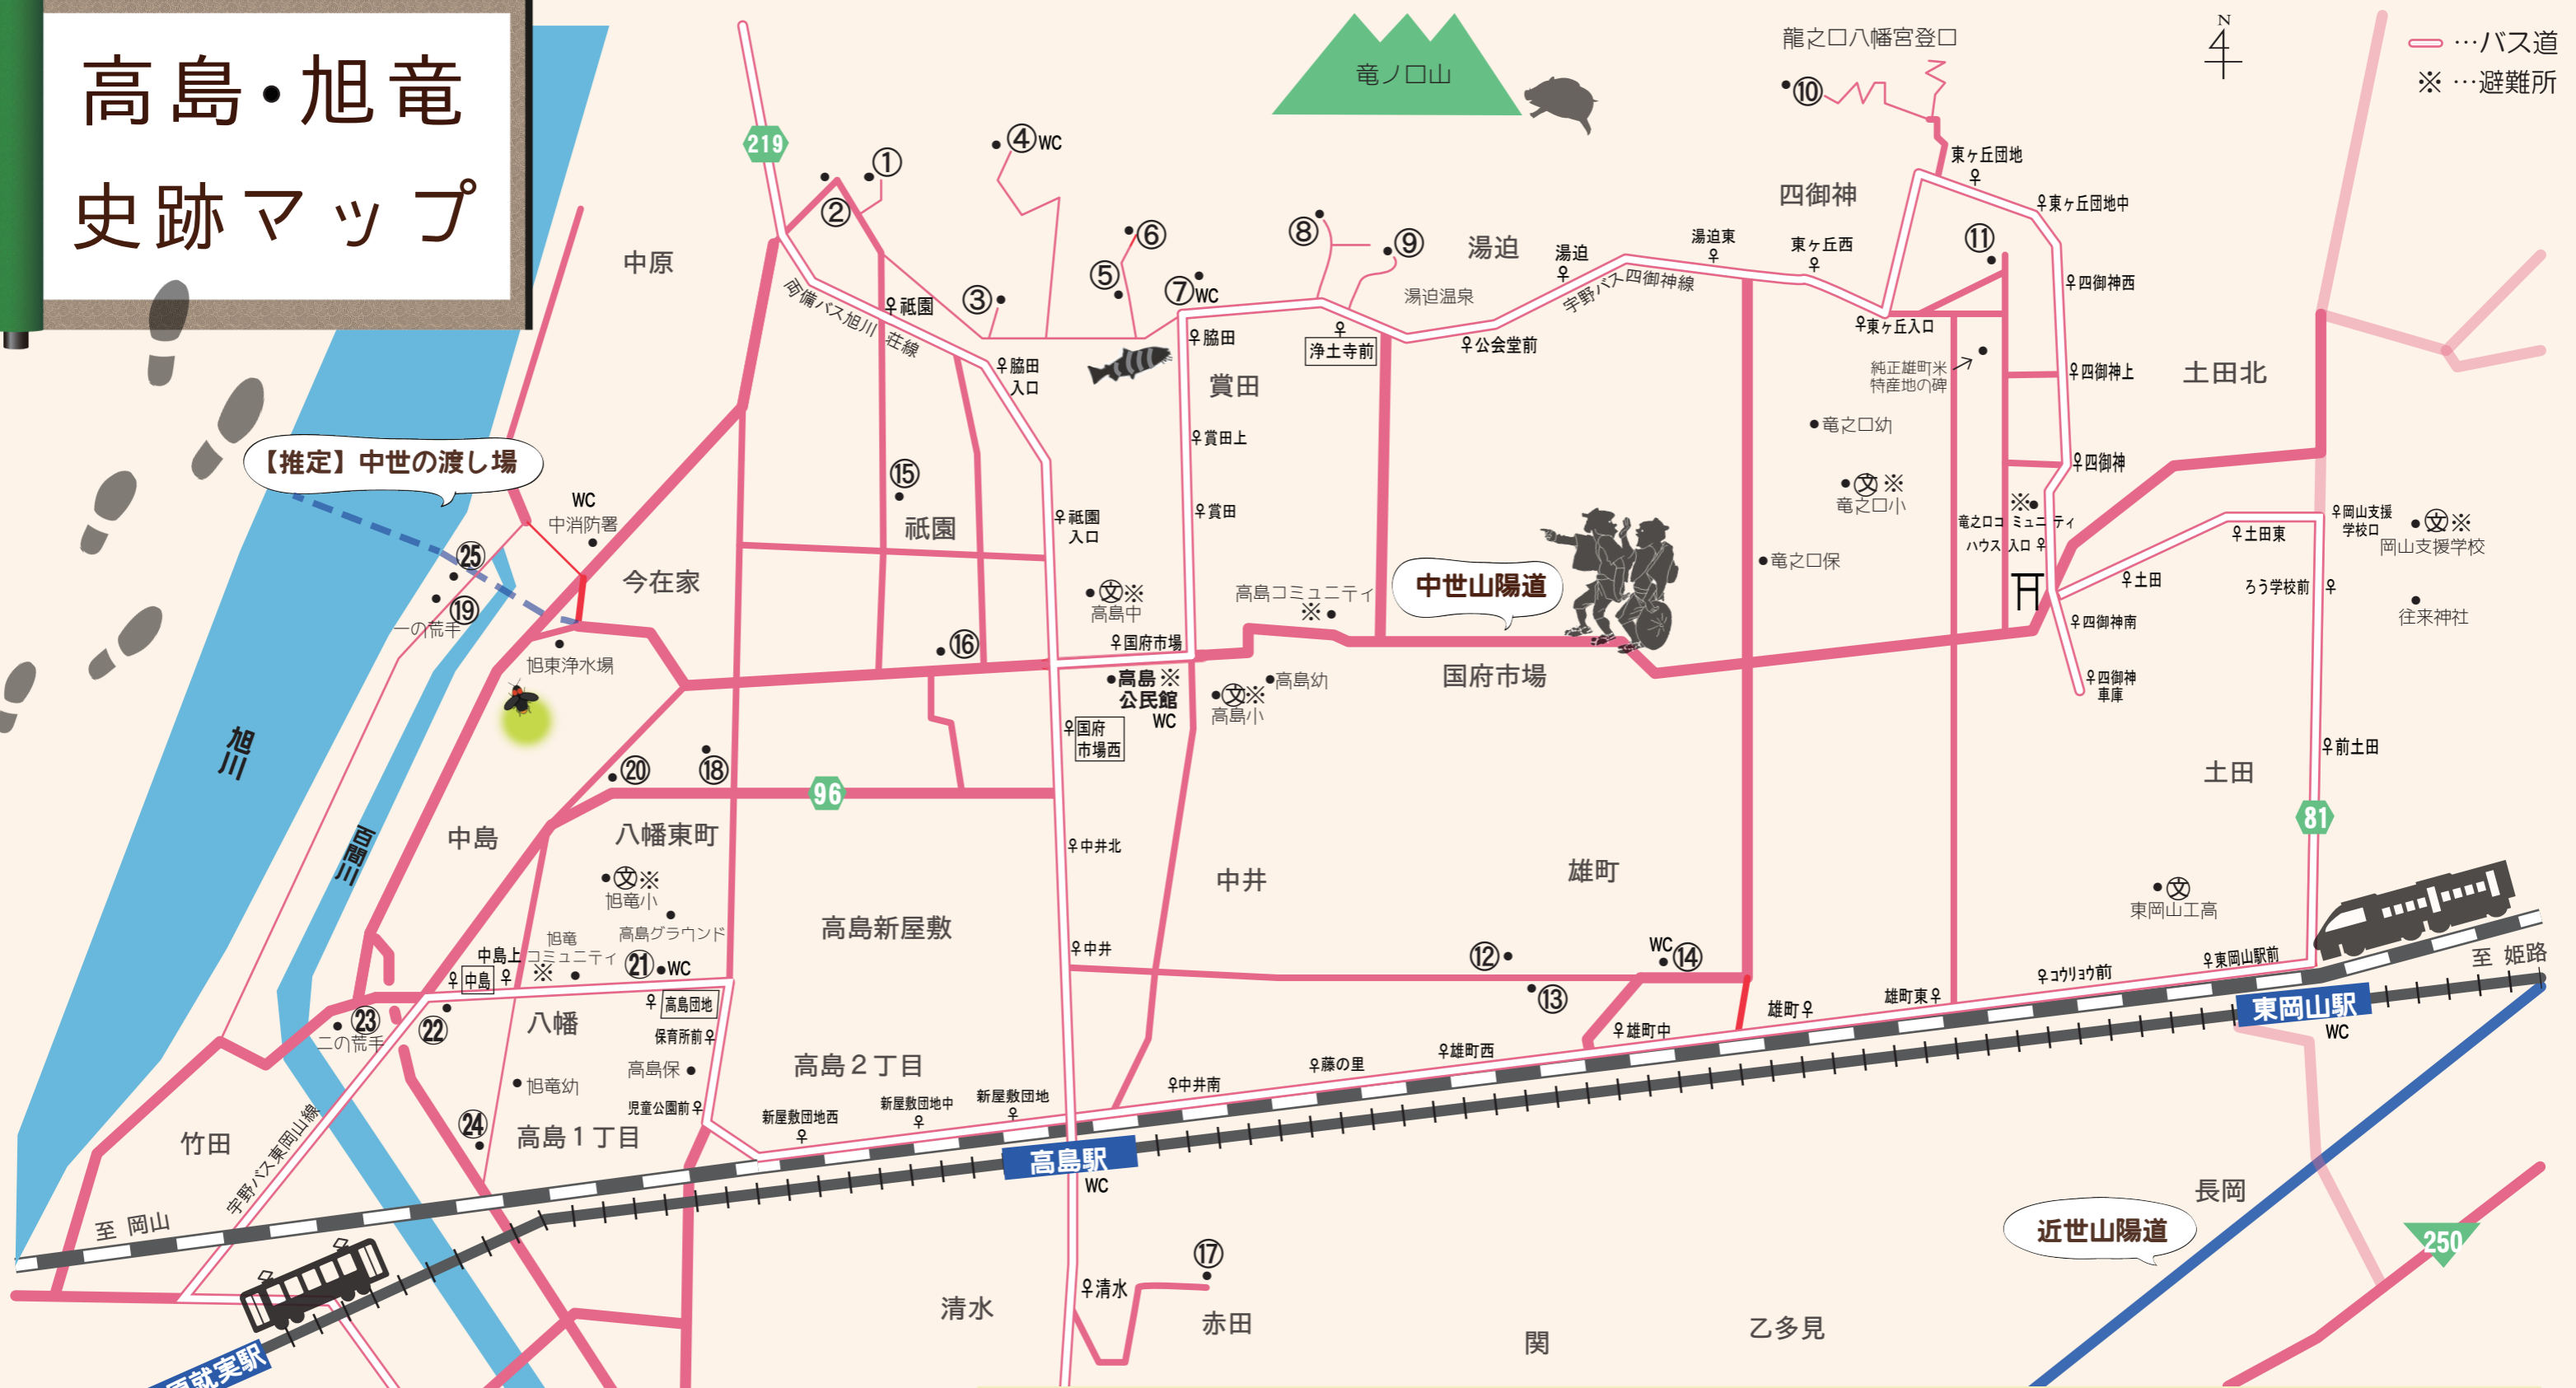 高島・旭竜
史跡マップ
龍之口八幡宮登口
N
…バス道
※…避難所
竜ノ口山
⑩
219
①
④WC
②
東ヶ丘団地
四御神
東ヶ丘団地中
⑥
⑧
⑨
湯迫
湯迫
湯迫東
東ヶ丘西
⑪
中原
⑤
③
⑦WC
湯迫温泉
宇野バス四御神線
四御神西
両備バス旭川荘線
祇園
脇田
浄土寺前
公会堂前
東ヶ丘入口
脇田
入口
賞田
純正雄町米
特産地の碑
四御神上
土田北
賞田上
竜之口幼
【推定】中世の渡し場
四御神
⑮
WC
中消防署
祇園
祇園
入口
賞田
文※
竜之口小
※
竜之口コミュニティ
ハウス入口
岡山支援
学校口
文※
岡山支援学校
土田東
㉕
今在家
中世山陽道
竜之口保
土田
ろう学校前
⑲
一の荒手
文※
高島中
高島コミュニティ
※
往来神社
四御神南
旭東浄水場
⑯
国府市場
高島※
公民館
WC
高島幼
文※
高島小
国府市場
四御神
車庫
旭川
国府
市場西
前土田
⑳
⑱
96
土田
81
百間川
中島
八幡東町
中井北
文※
旭竜小
中井
雄町
文
東岡山工高
高島グラウンド
高島新屋敷
旭竜
コミュニティ
※
中島上
中島
㉑WC
中井
⑫
WC⑭
東岡山駅前
至 姫路
コウリョウ前
高島団地
⑬
雄町
雄町東
東岡山駅
WC
㉓
二の荒手
㉒
八幡
保育所前
雄町中
高島2丁目
雄町西
藤の里
旭竜幼
高島保
中井南
児童公園前
新屋敷団地西
新屋敷団地中
新屋敷団地
㉔
高島1丁目
竹田
宇野バス東岡山線
高島駅
WC
長岡
至 岡山
近世山陽道
250
⑰
清水
清水
赤田
関
乙多見
原就実駅